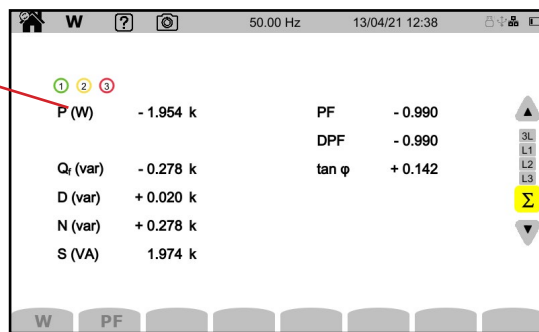 W ? 50.00 Hz 13/04/21 12:38
1 2 3
P (W) - 1.954 k PF - 0.990
DPF - 0.990
Qf (var) - 0.278 k tan φ + 0.142
D (var) + 0.020 k
N (var) + 0.278 k
S (VA) 1.974 k
3L
L1
L2
L3
Σ
W PF